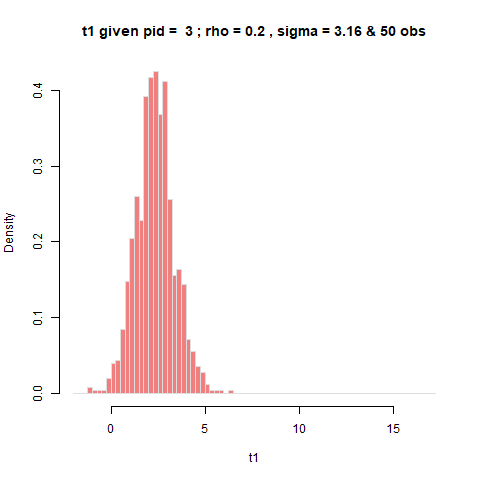 t1 given pid =  3 ; rho = 0.2 , sigma = 3.16 & 50 obs
Density
0.4
0.3
0.2
0.1
0.0
0 5 10 15
t1